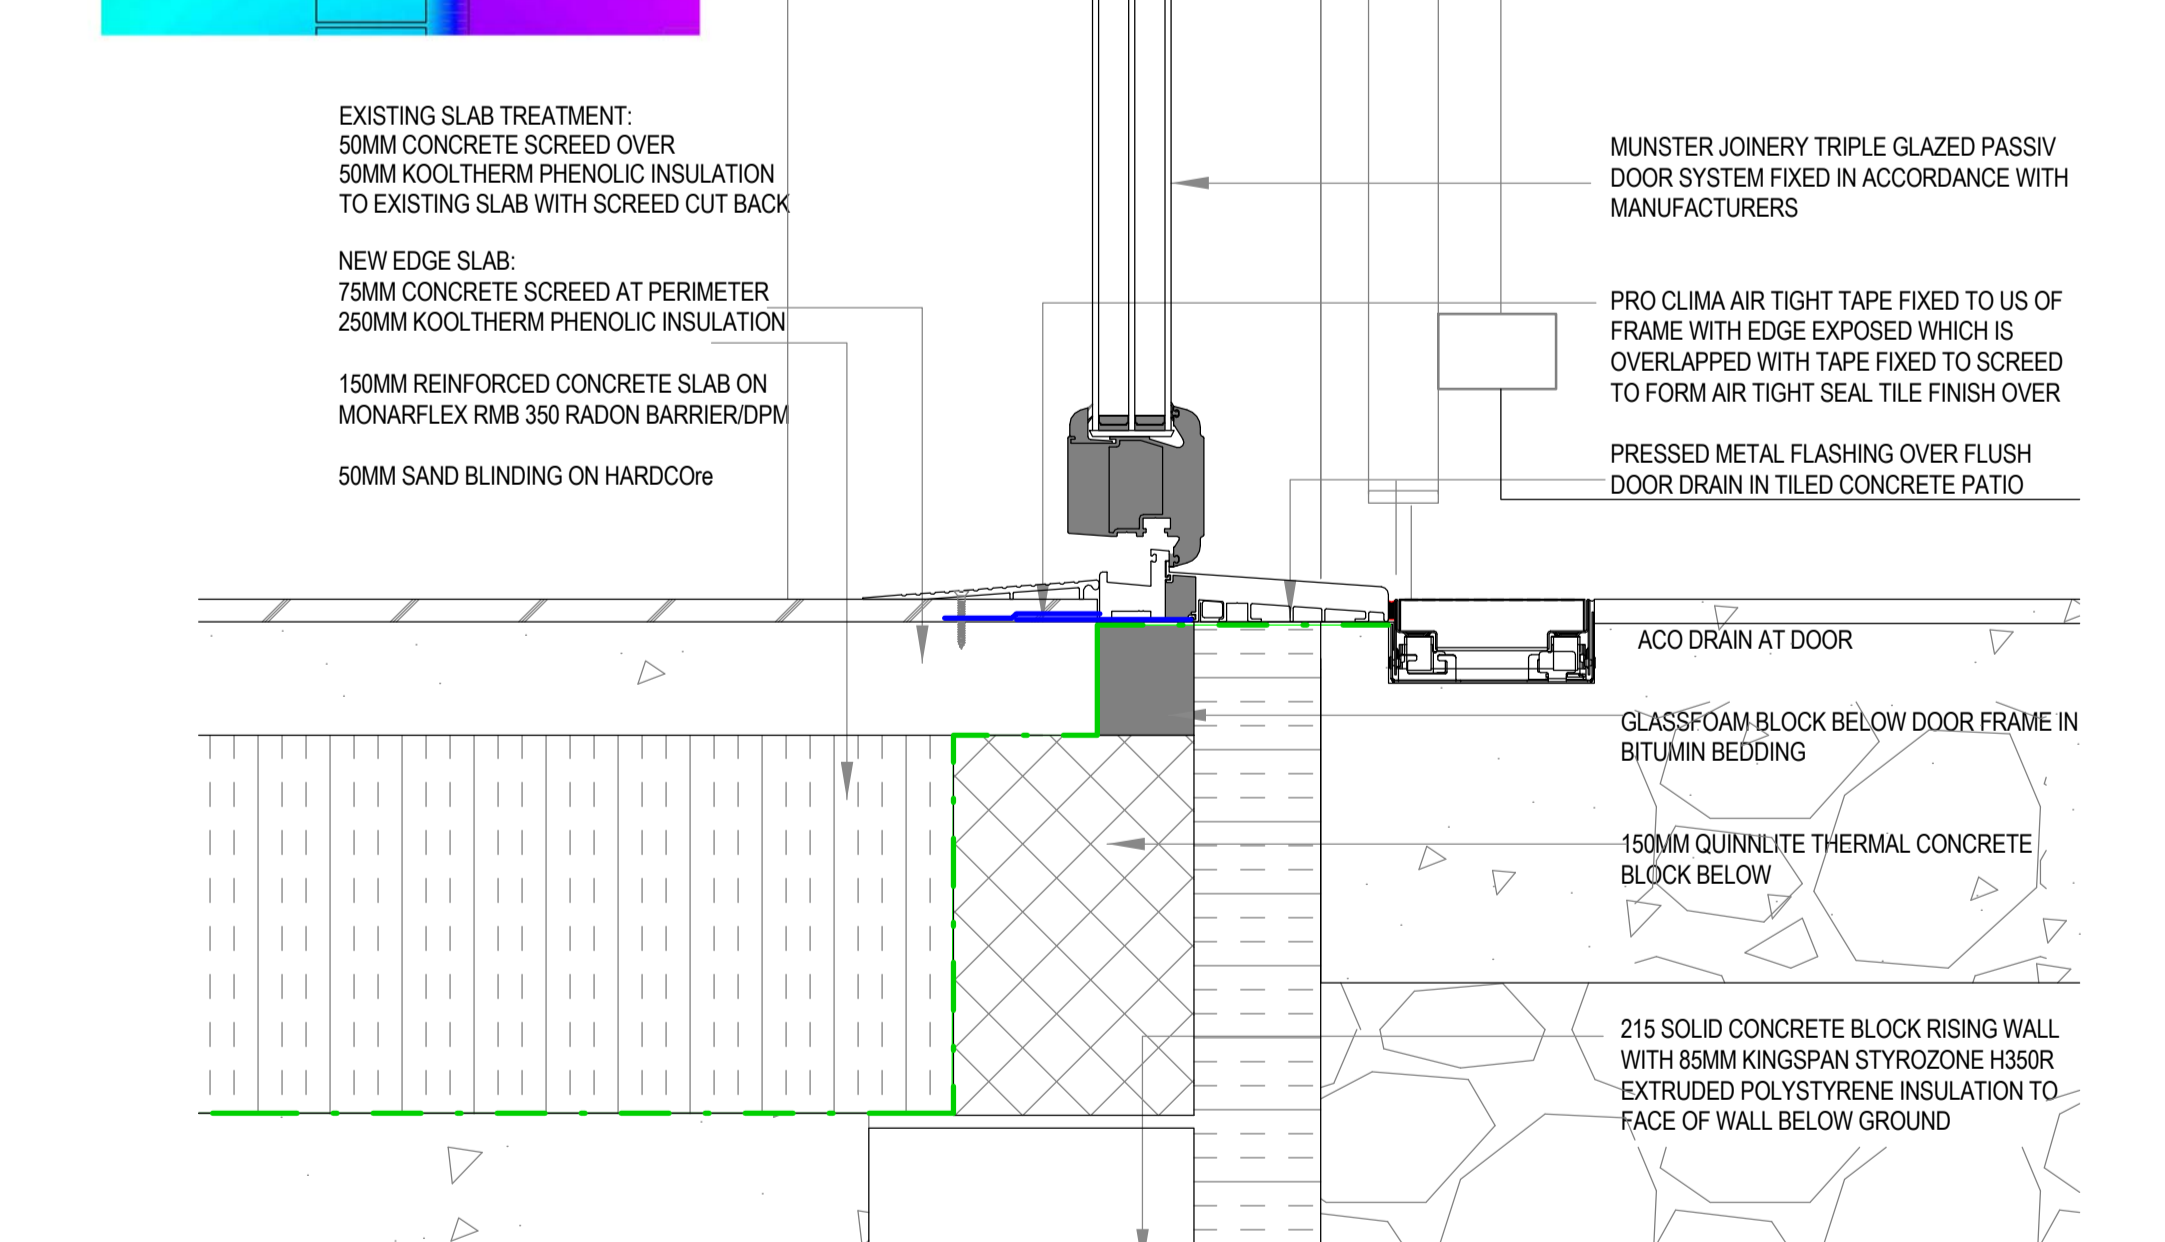 EXISTING SLAB TREATMENT:
50MM CONCRETE SCREED OVER
50MM KOOLTHERM PHENOLIC INSULATION
TO EXISTING SLAB WITH SCREED CUT BACK
NEW EDGE SLAB:
75MM CONCRETE SCREED AT PERIMETER
250MM KOOLTHERM PHENOLIC INSULATION
150MM REINFORCED CONCRETE SLAB ON
MONARFLEX RMB 350 RADON BARRIER/DPM
50MM SAND BLINDING ON HARDCOre
MUNSTER JOINERY TRIPLE GLAZED PASSIV
DOOR SYSTEM FIXED IN ACCORDANCE WITH
MANUFACTURERS
PRO CLIMA AIR TIGHT TAPE FIXED TO US OF
FRAME WITH EDGE EXPOSED WHICH IS
OVERLAPPED WITH TAPE FIXED TO SCREED
TO FORM AIR TIGHT SEAL TILE FINISH OVER
PRESSED METAL FLASHING OVER FLUSH
DOOR DRAIN IN TILED CONCRETE PATIO
ACO DRAIN AT DOOR
GLASSFOAM BLOCK BELOW DOOR FRAME IN
BITUMIN BEDDING
150MM QUINNLITE THERMAL CONCRETE
BLOCK BELOW
215 SOLID CONCRETE BLOCK RISING WALL
WITH 85MM KINGSPAN STYROZONE H350R
EXTRUDED POLYSTYRENE INSULATION TO
FACE OF WALL BELOW GROUND